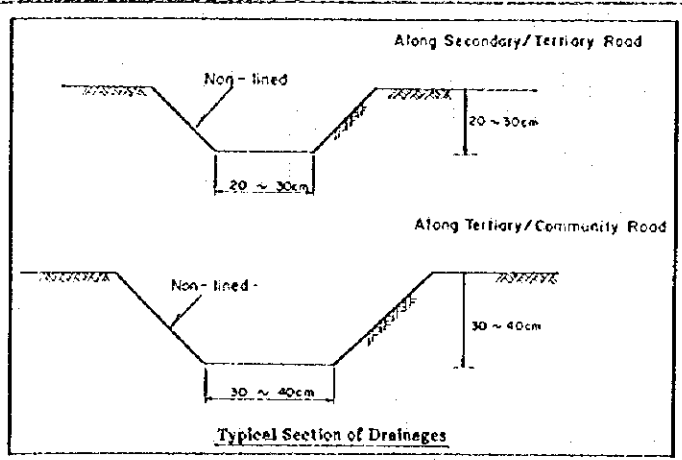 Along Secondary/Tertiary Road
Non-lined
20 ~ 30cm
20 ~ 30cm
Along Tertiary/Community Road
Non-lined-
30 ~ 40cm
30 ~ 40cm
Typical Section of Drainages